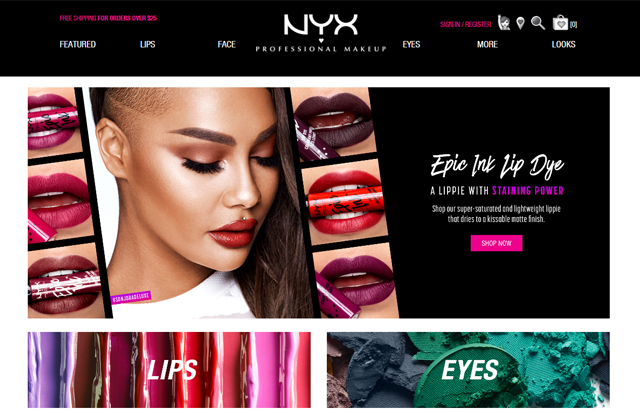 FREE SHIPPING FOR ORDERS OVER $25
NYX
PROFESSIONAL MAKEUP
SIGN IN / REGISTER
[0]
FEATURED LIPS FACE EYES MORE LOOKS
Epic Ink Lip Dye
A LIPPIE WITH STAINING POWER
Shop our super-saturated and lightweight lippie
that dries to a kissable matte finish.
SHOP NOW
LIPS
EYES